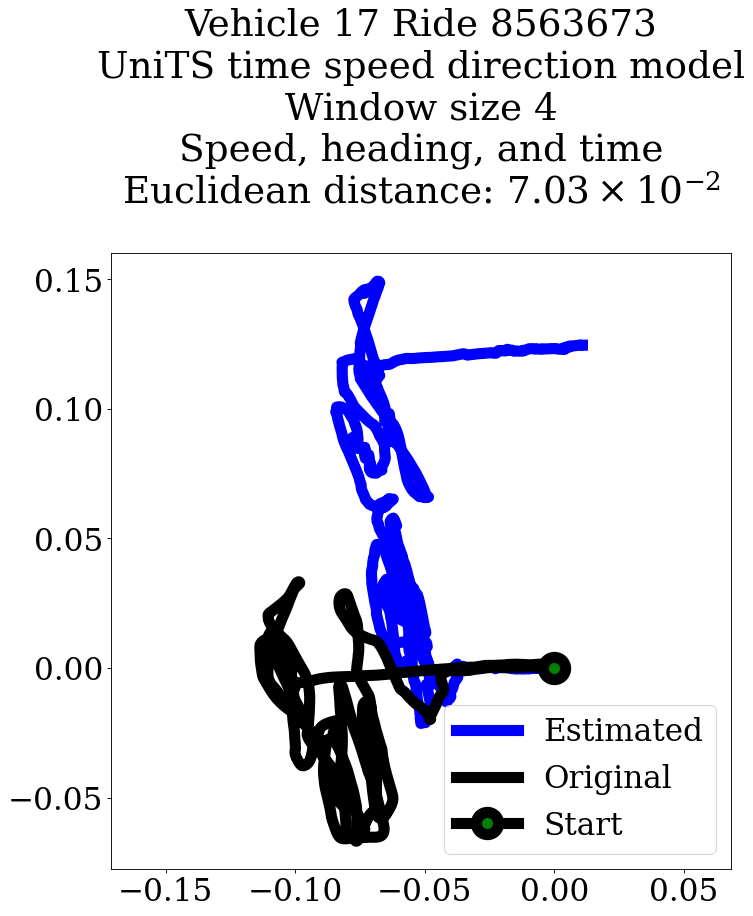 Vehicle 17 Ride 8563673
UniTS time speed direction model
Window size 4
Speed, heading, and time
Euclidean distance: 7.03 × 10⁻²
0.15
0.10
0.05
0.00
−0.05
Estimated
Original
Start
−0.15 −0.10 −0.05 0.00 0.05